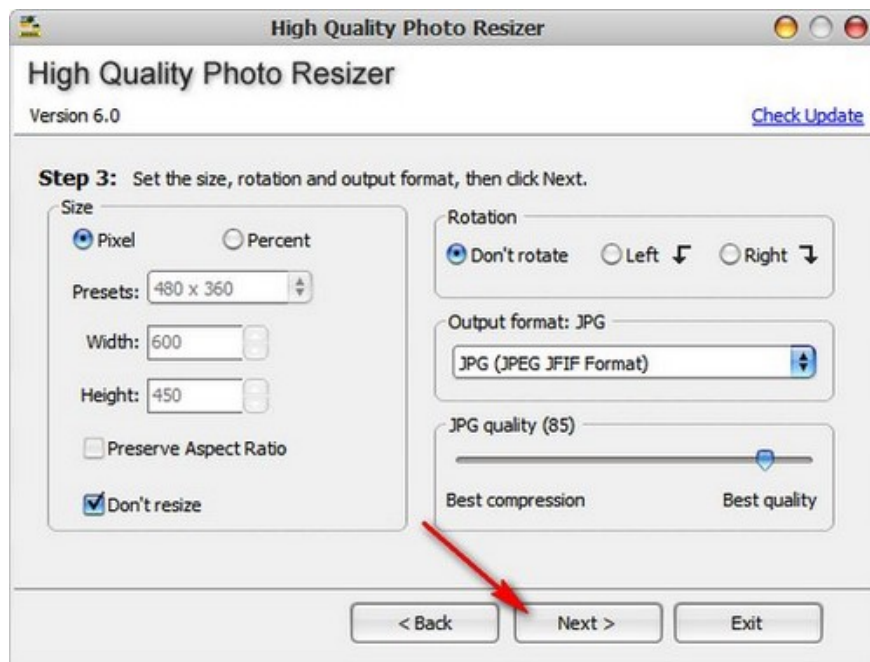 High Quality Photo Resizer
High Quality Photo Resizer
Version 6.0
Check Update
Step 3: Set the size, rotation and output format, then click Next.
Size
Pixel
Percent
Presets: 480 x 360
Width: 600
Height: 450
Preserve Aspect Ratio
Don't resize
Rotation
Don't rotate
Left
Right
Output format: JPG
JPG (JPEG JFIF Format)
JPG quality (85)
Best compression
Best quality
< Back
Next >
Exit